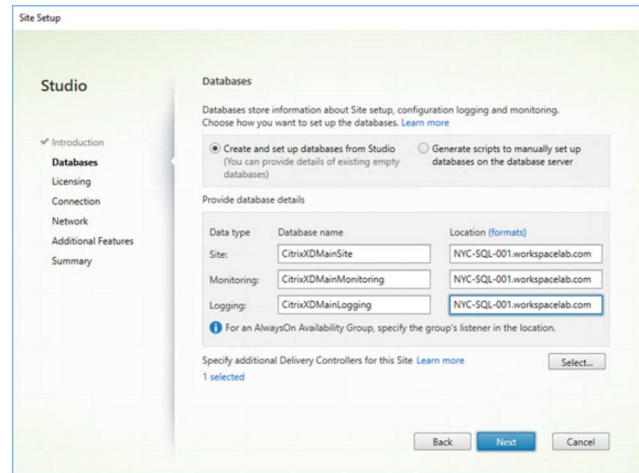 Site Setup
Studio
✔ Introduction
Databases
Licensing
Connection
Network
Additional Features
Summary
Databases
Databases store information about Site setup, configuration logging and monitoring.
Choose how you want to set up the databases. Learn more
Create and set up databases from Studio
(You can provide details of existing empty
databases)
Generate scripts to manually set up
databases on the database server
Provide database details
Data type Database name Location (formats)
Site: CitrixXDMainSite NYC-SQL-001.workspacelab.com
Monitoring: CitrixXDMainMonitoring NYC-SQL-001.workspacelab.com
Logging: CitrixXDMainLogging NYC-SQL-001.workspacelab.com
For an AlwaysOn Availability Group, specify the group's listener in the location.
Specify additional Delivery Controllers for this Site Learn more Select...
1 selected
Back Next Cancel